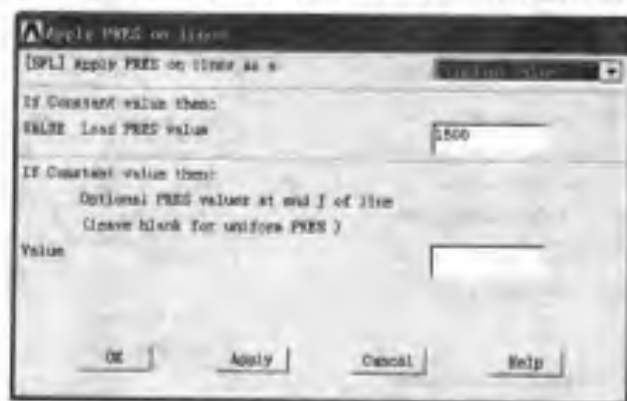 Apply PRES on lines
[SFL] Apply PRES on lines as a
Constant value
If Constant value then:
VALUE Load PRES value
1500
If Constant value then:
Optional PRES values at end J of line
(leave blank for uniform PRES )
Value
OK Apply Cancel Help